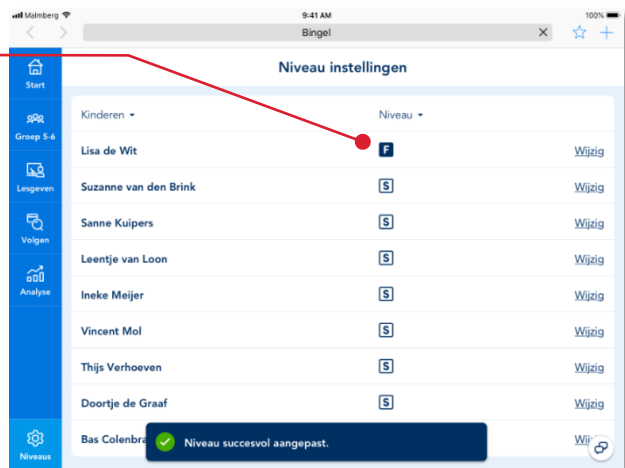 Malmberg 9:41 AM 100%
Bingel
Niveau instellingen
Start
Groep 5-6
Lesgeven
Volgen
Analyse
Niveaus
Kinderen Niveau
Lisa de Wit F Wijzig
Suzanne van den Brink S Wijzig
Sanne Kuipers S Wijzig
Leentje van Loon S Wijzig
Ineke Meijer S Wijzig
Vincent Mol S Wijzig
Thijs Verhoeven S Wijzig
Doortje de Graaf S Wijzig
Bas Colenbra
Niveau succesvol aangepast.